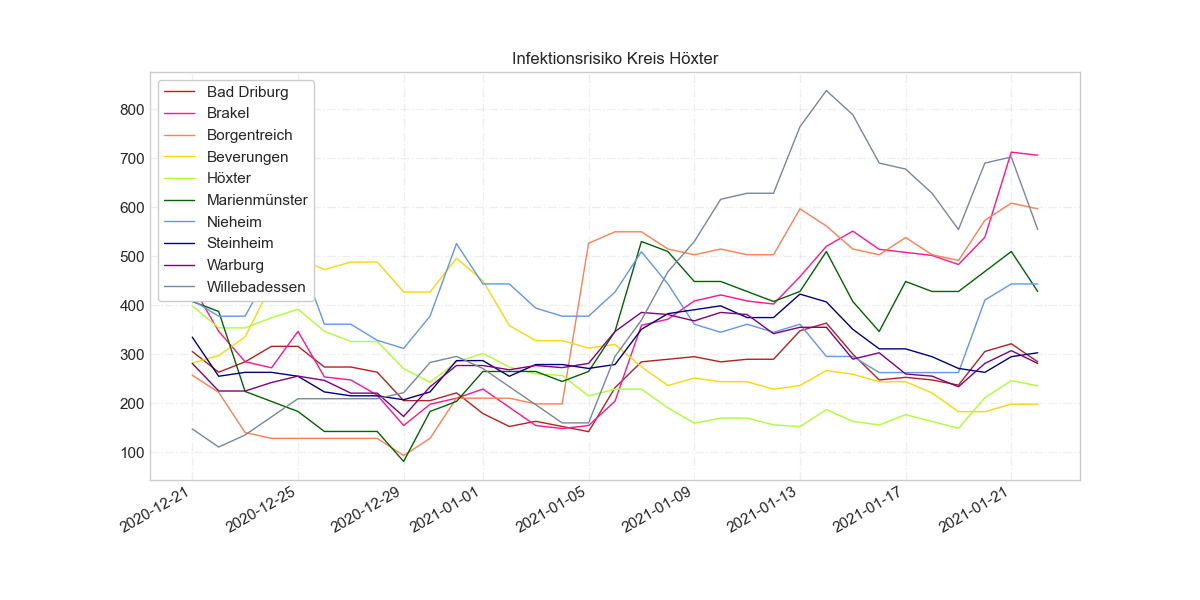 Infektionsrisiko Kreis Höxter
Bad Driburg
Brakel
Borgentreich
Beverungen
Höxter
Marienmünster
Nieheim
Steinheim
Warburg
Willebadessen
800
700
600
500
400
300
200
100
2020-12-21
2020-12-25
2020-12-29
2021-01-01
2021-01-05
2021-01-09
2021-01-13
2021-01-17
2021-01-21